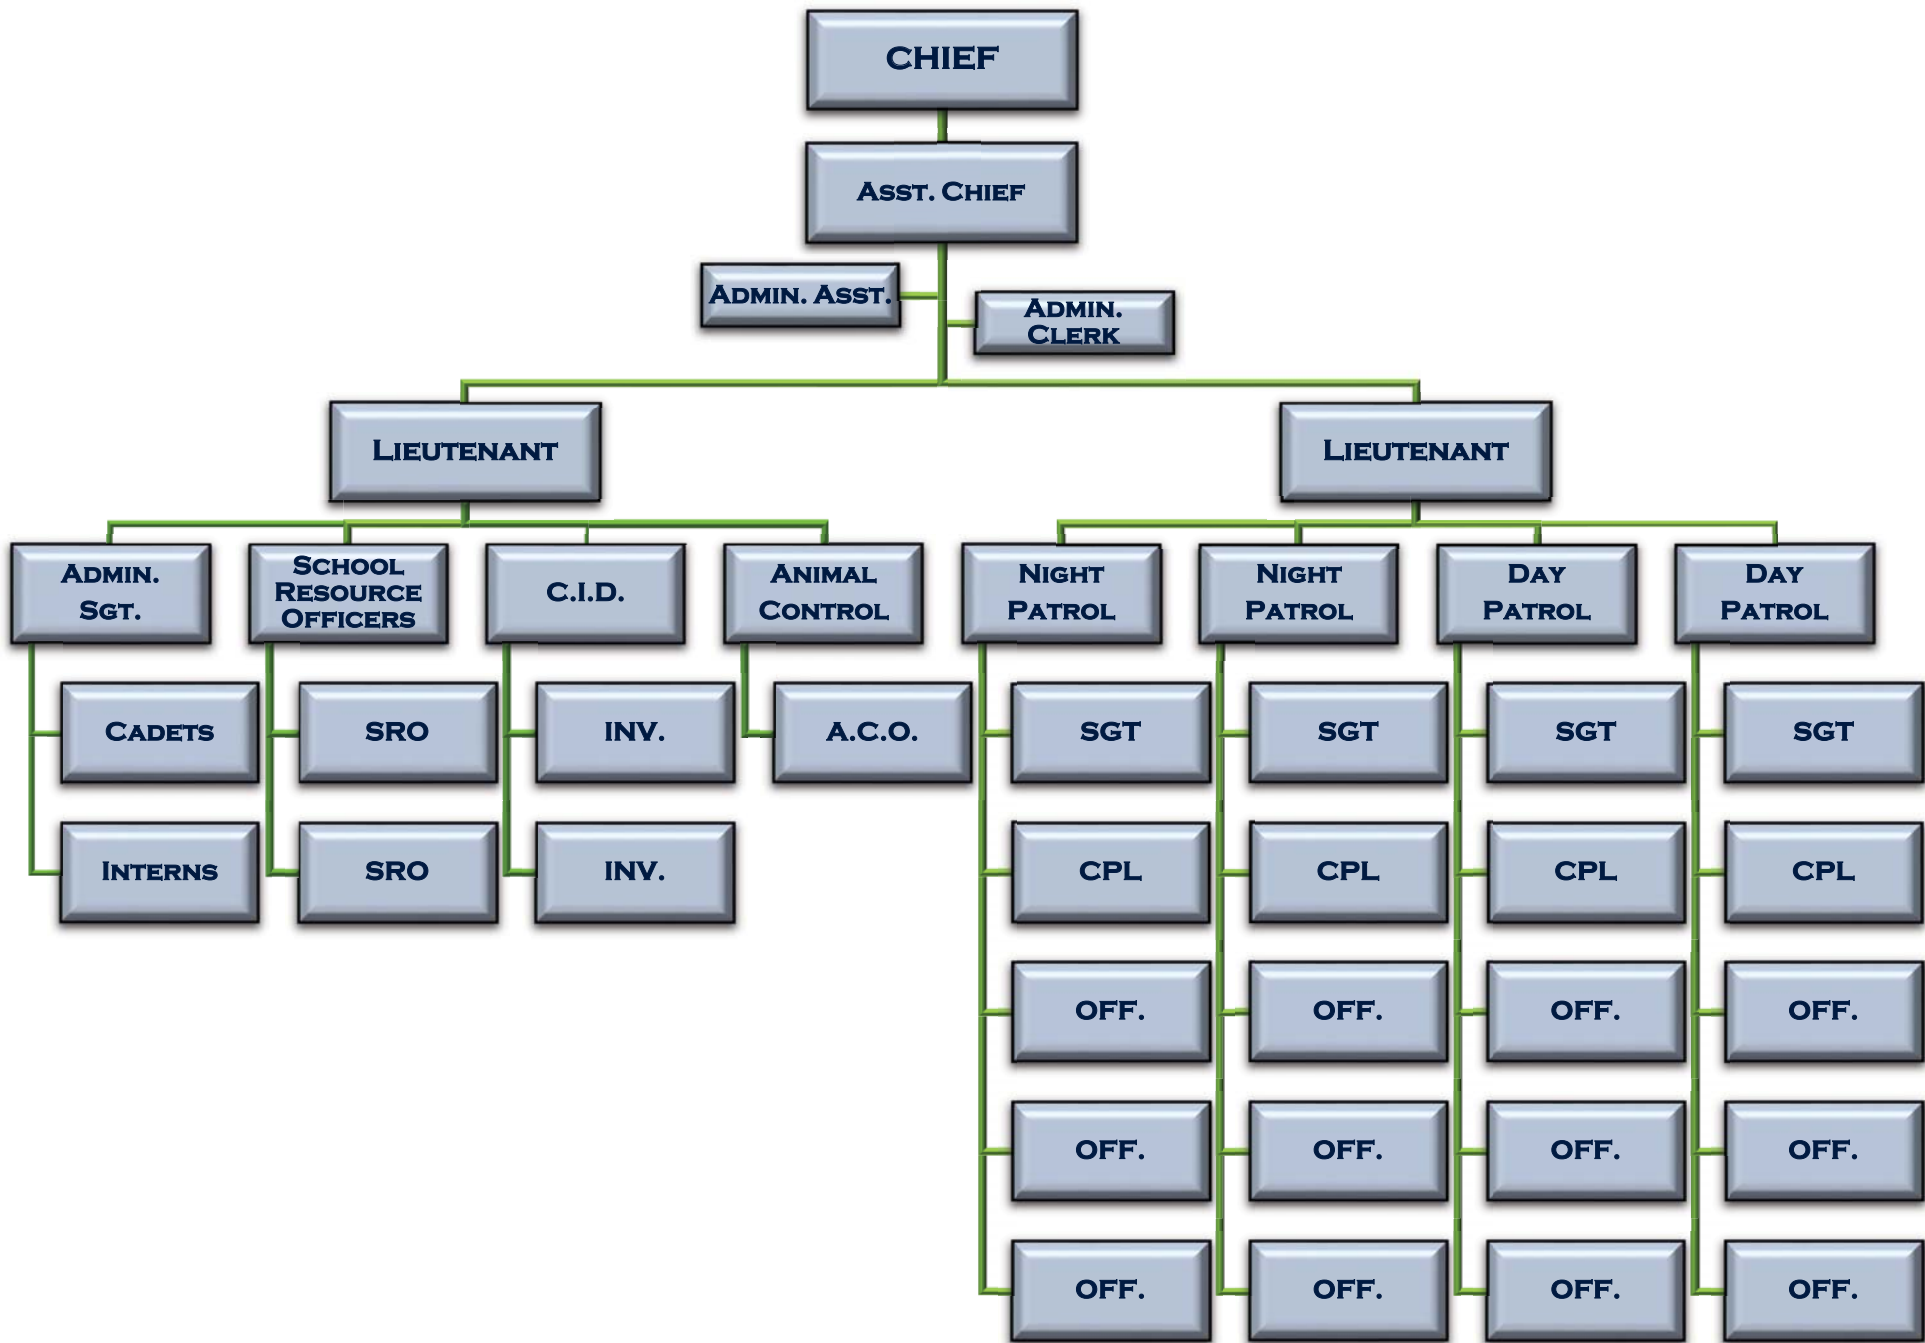 CHIEF
ASST. CHIEF
ADMIN. ASST.
ADMIN.
CLERK
LIEUTENANT
LIEUTENANT
ADMIN.
SGT.
SCHOOL
RESOURCE
OFFICERS
C.I.D.
ANIMAL
CONTROL
NIGHT
PATROL
NIGHT
PATROL
DAY
PATROL
DAY
PATROL
CADETS
SRO
INV.
A.C.O.
SGT
SGT
SGT
SGT
INTERNS
SRO
INV.
CPL
CPL
CPL
CPL
OFF.
OFF.
OFF.
OFF.
OFF.
OFF.
OFF.
OFF.
OFF.
OFF.
OFF.
OFF.